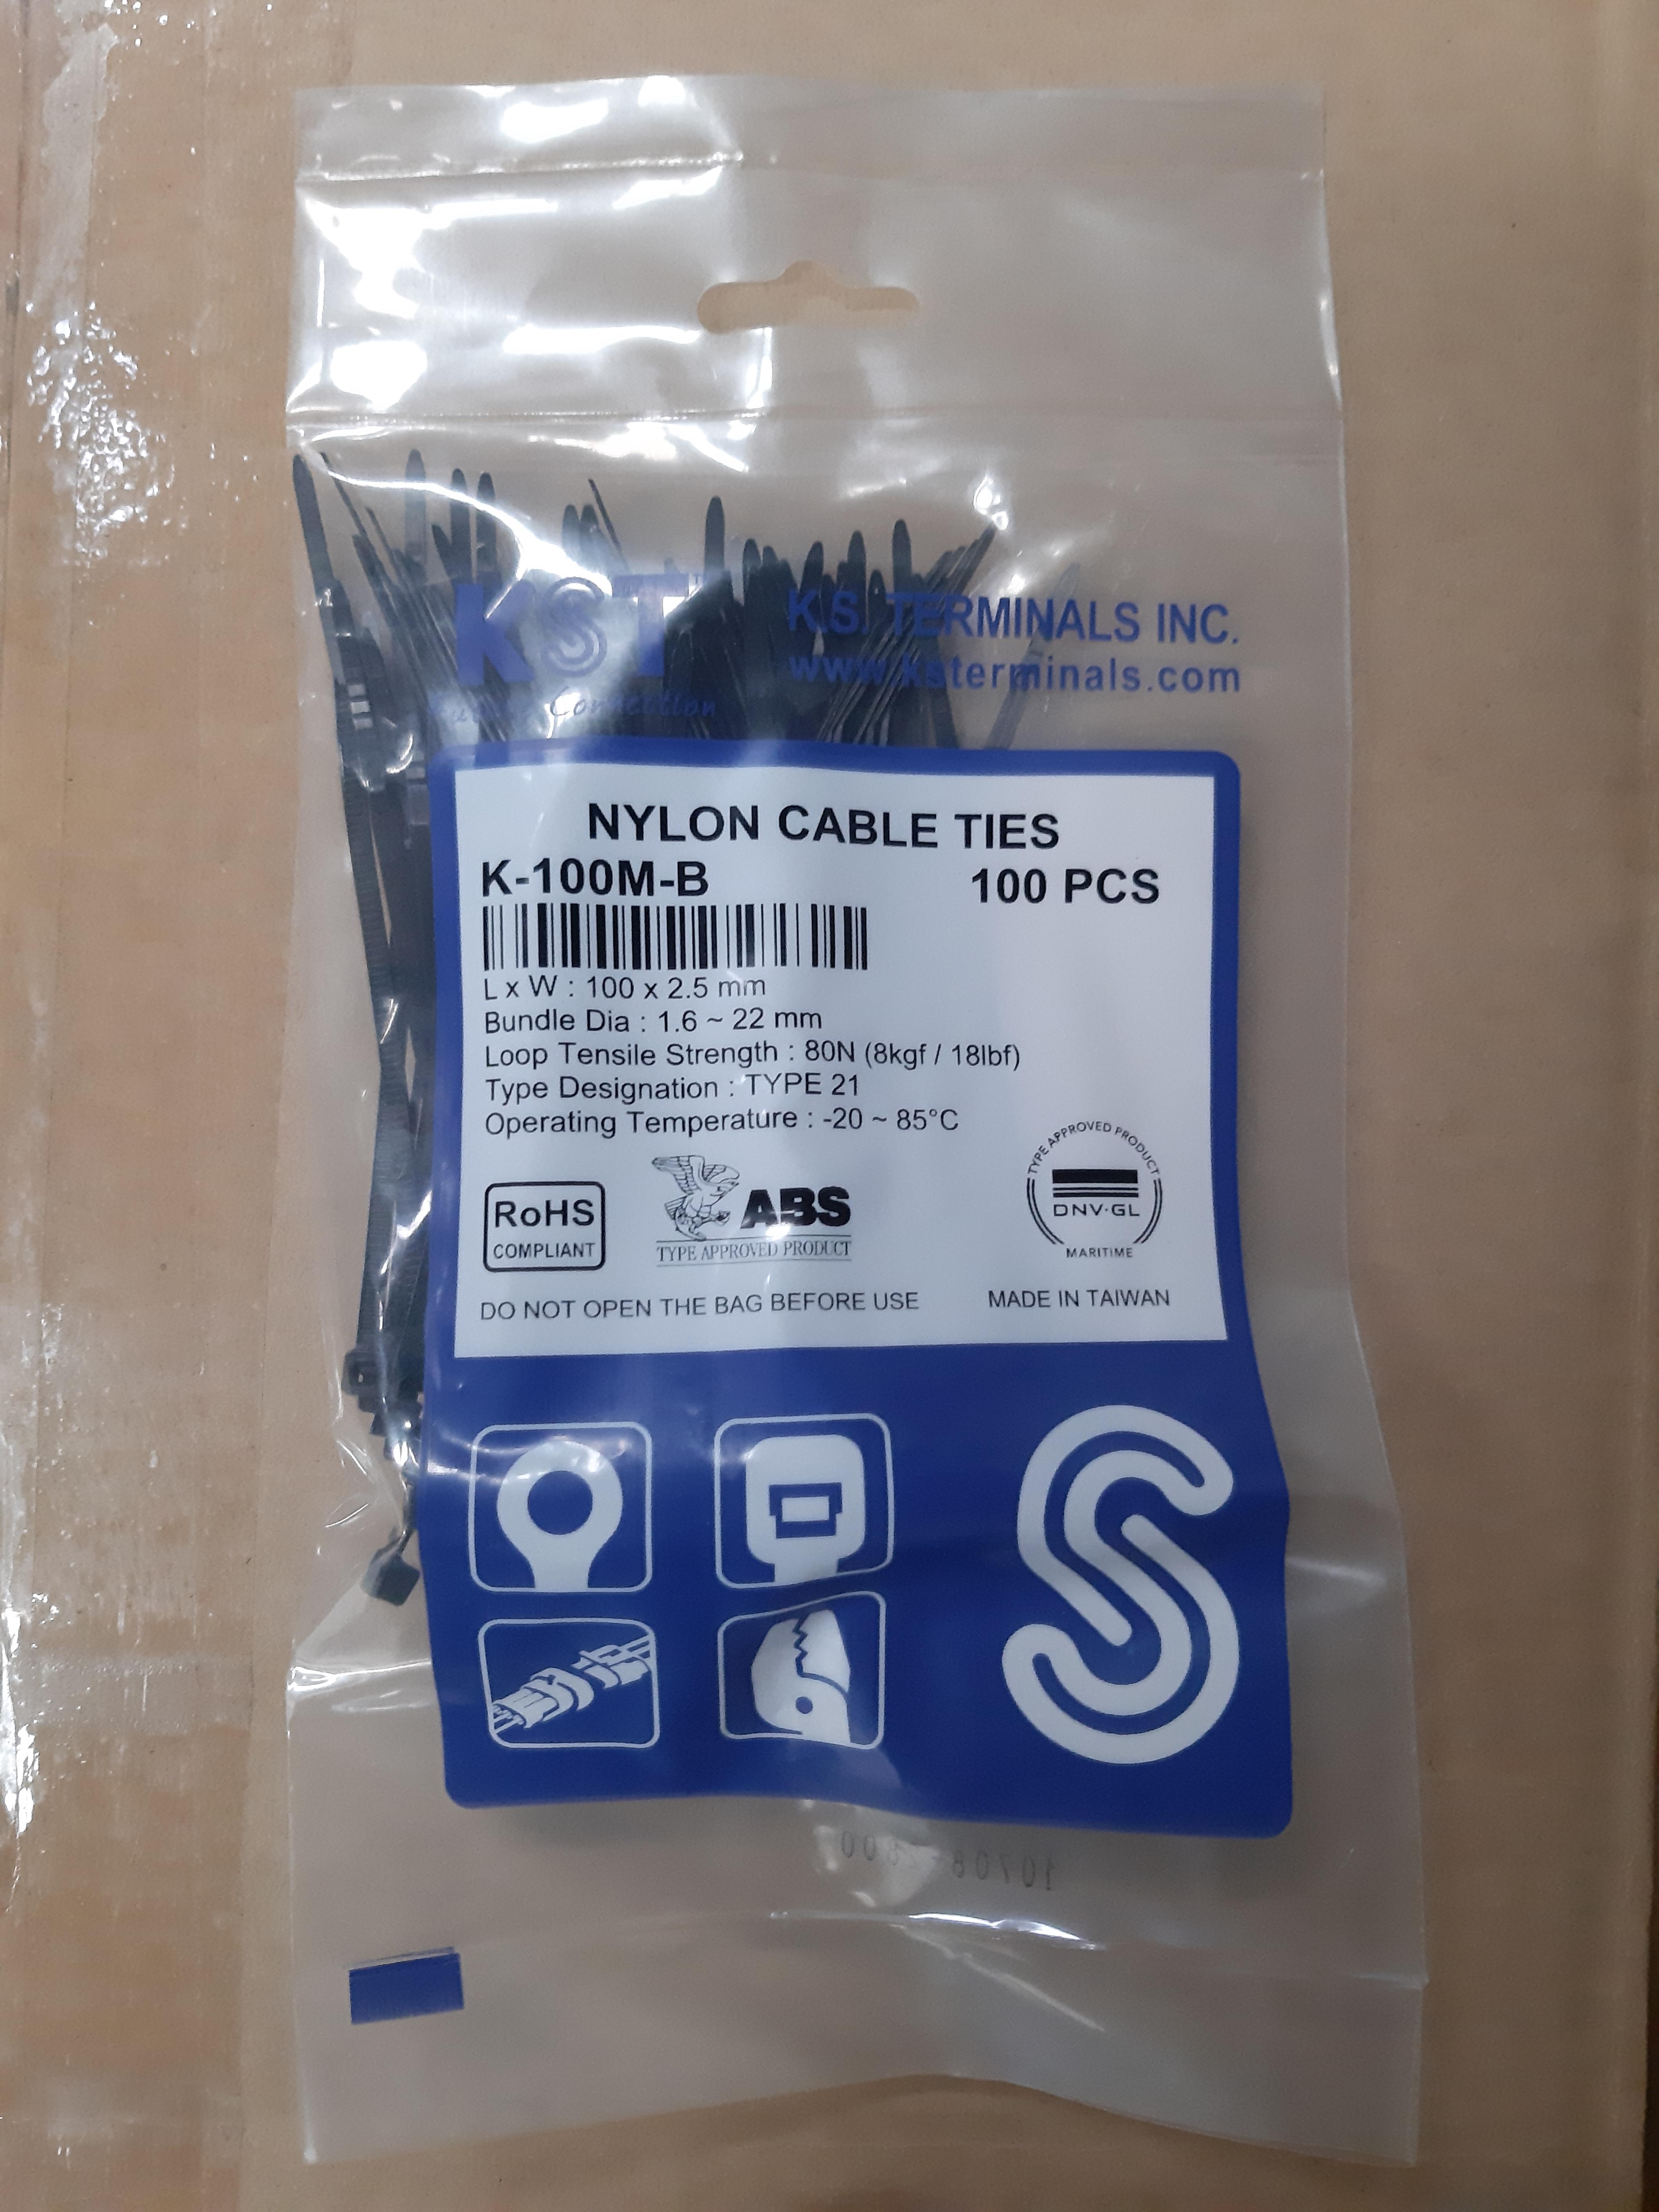 KST
K.S. TERMINALS INC.
www.ksterminals.com
Connection
NYLON CABLE TIES
K-100M-B 100 PCS
L x W : 100 x 2.5 mm
Bundle Dia : 1.6 ~ 22 mm
Loop Tensile Strength : 80N (8kgf / 18lbf)
Type Designation : TYPE 21
Operating Temperature : -20 ~ 85°C
RoHS
COMPLIANT
ABS
TYPE APPROVED PRODUCT
TYPE APPROVED PRODUCT
DNV·GL
MARITIME
DO NOT OPEN THE BAG BEFORE USE MADE IN TAIWAN